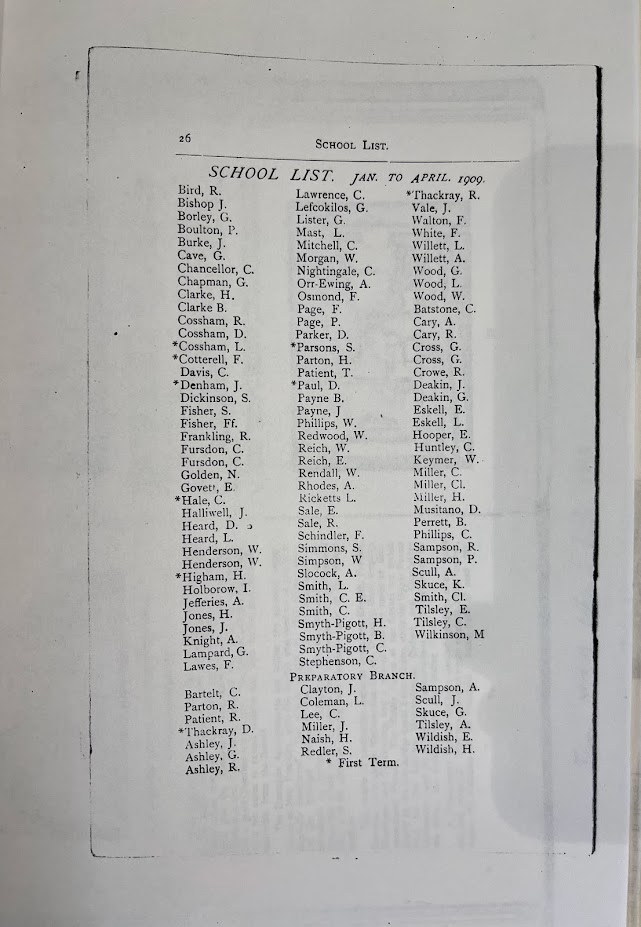 26
SCHOOL LIST.
SCHOOL LIST. JAN. TO APRIL. 1909.
Bird, R.
Bishop J.
Borley, G.
Boulton, P.
Burke, J.
Cave, G.
Chancellor, C.
Chapman, G.
Clarke, H.
Clarke B.
Cossham, R.
Cossham, D.
*Cossham, L.
*Cotterell, F.
Davis, C.
*Denham, J.
Dickinson, S.
Fisher, S.
Fisher, Ff.
Frankling, R.
Fursdon, C.
Fursdon, C.
Golden, N.
Govett, E.
*Hale, C.
Halliwell, J.
Heard, D.
Heard, L.
Henderson, W.
Henderson, W.
*Higham, H.
Holborow, I.
Jefferies, A.
Jones, H.
Jones, J.
Knight, A.
Lampard, G.
Lawes, F.
Lawrence, C.
Lefcokilos, G.
Lister, G.
Mast, L.
Mitchell, C.
Morgan, W.
Nightingale, C.
Orr-Ewing, A.
Osmond, F.
Page, F.
Page, P.
Parker, D.
*Parsons, S.
Parton, H.
Patient, T.
*Paul, D.
Payne B.
Payne, J
Phillips, W.
Redwood, W.
Reich, W.
Reich, E.
Rendall, W.
Rhodes, A.
Ricketts L.
Sale, E.
Sale, R.
Schindler, F.
Simmons, S.
Simpson, W
Slocock, A.
Smith, L.
Smith, C. E.
Smith, C.
Smyth-Pigott, H.
Smyth-Pigott, B.
Smyth-Pigott, C.
Stephenson, C.
*Thackray, R.
Vale, J.
Walton, F.
White, F.
Willett, L.
Willett, A.
Wood, G.
Wood, L.
Wood, W.
Batstone, C.
Cary, A.
Cary, R.
Cross, G.
Cross, G.
Crowe, R.
Deakin, J.
Deakin, G.
Eskell, E.
Eskell, L.
Hooper, E.
Huntley, C.
Keymer, W.
Miller, C.
Miller, Cl.
Miller, H.
Musitano, D.
Perrett, B.
Phillips, C.
Sampson, R.
Sampson, P.
Scull, A.
Skuce, K.
Smith, Cl.
Tilsley, E.
Tilsley, C.
Wilkinson, M
PREPARATORY BRANCH.
Bartelt, C.
Parton, R.
Patient, R.
*Thackray, D.
Ashley, J.
Ashley, G.
Ashley, R.
Clayton, J.
Coleman, L.
Lee, C.
Miller, J.
Naish, H.
Redler, S.
Sampson, A.
Scull, J.
Skuce, G.
Tilsley, A.
Wildish, E.
Wildish, H.
* First Term.